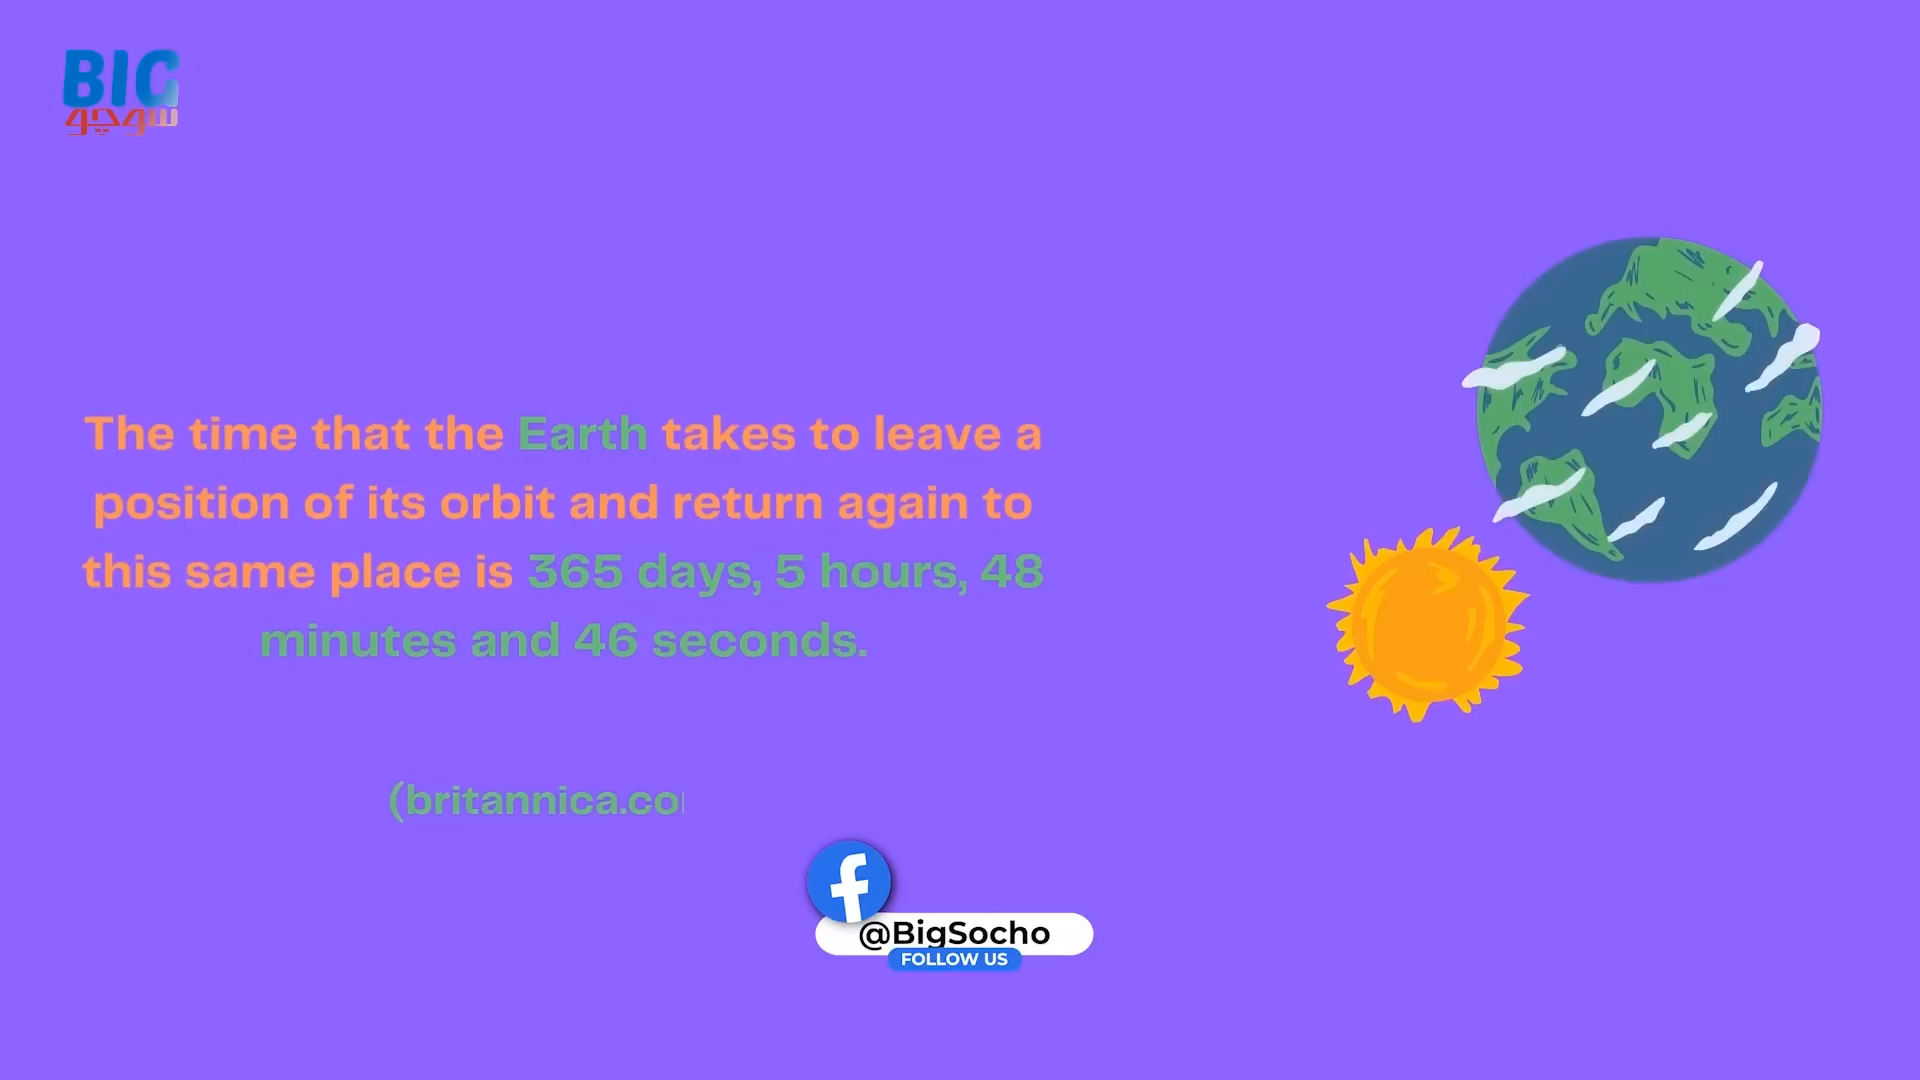 BIG
سوچو
The time that the Earth takes to leave a
position of its orbit and return again to
this same place is 365 days, 5 hours, 48
minutes and 46 seconds.
(britannica.co
@BigSocho
FOLLOW US